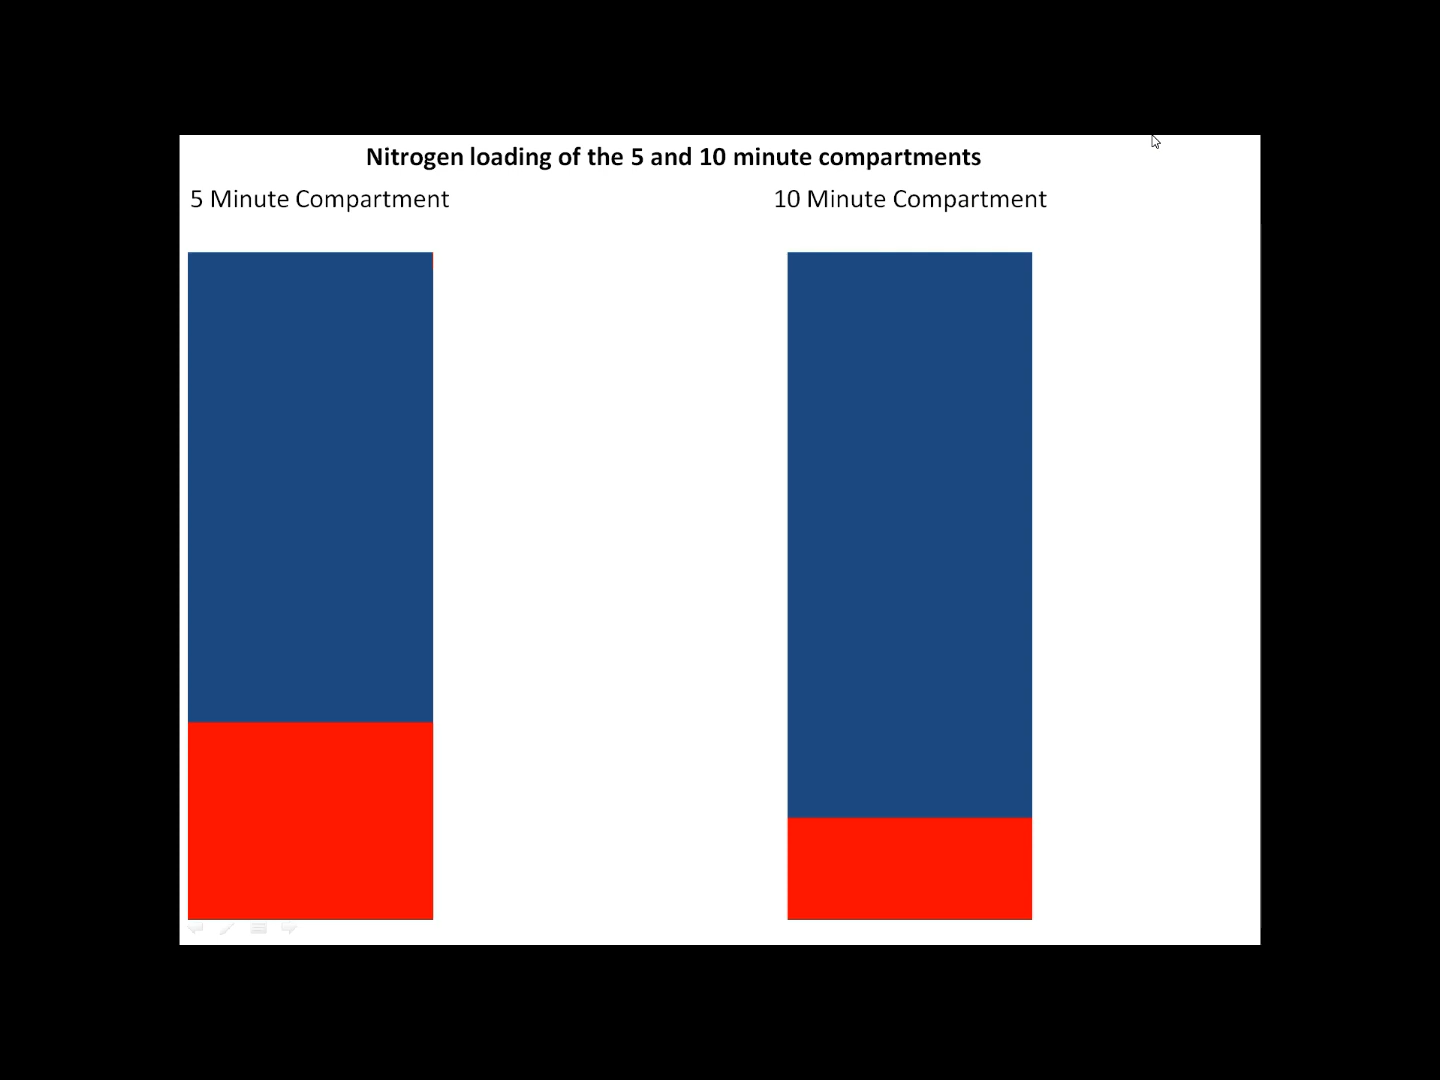 Nitrogen loading of the 5 and 10 minute compartments
5 Minute Compartment
10 Minute Compartment